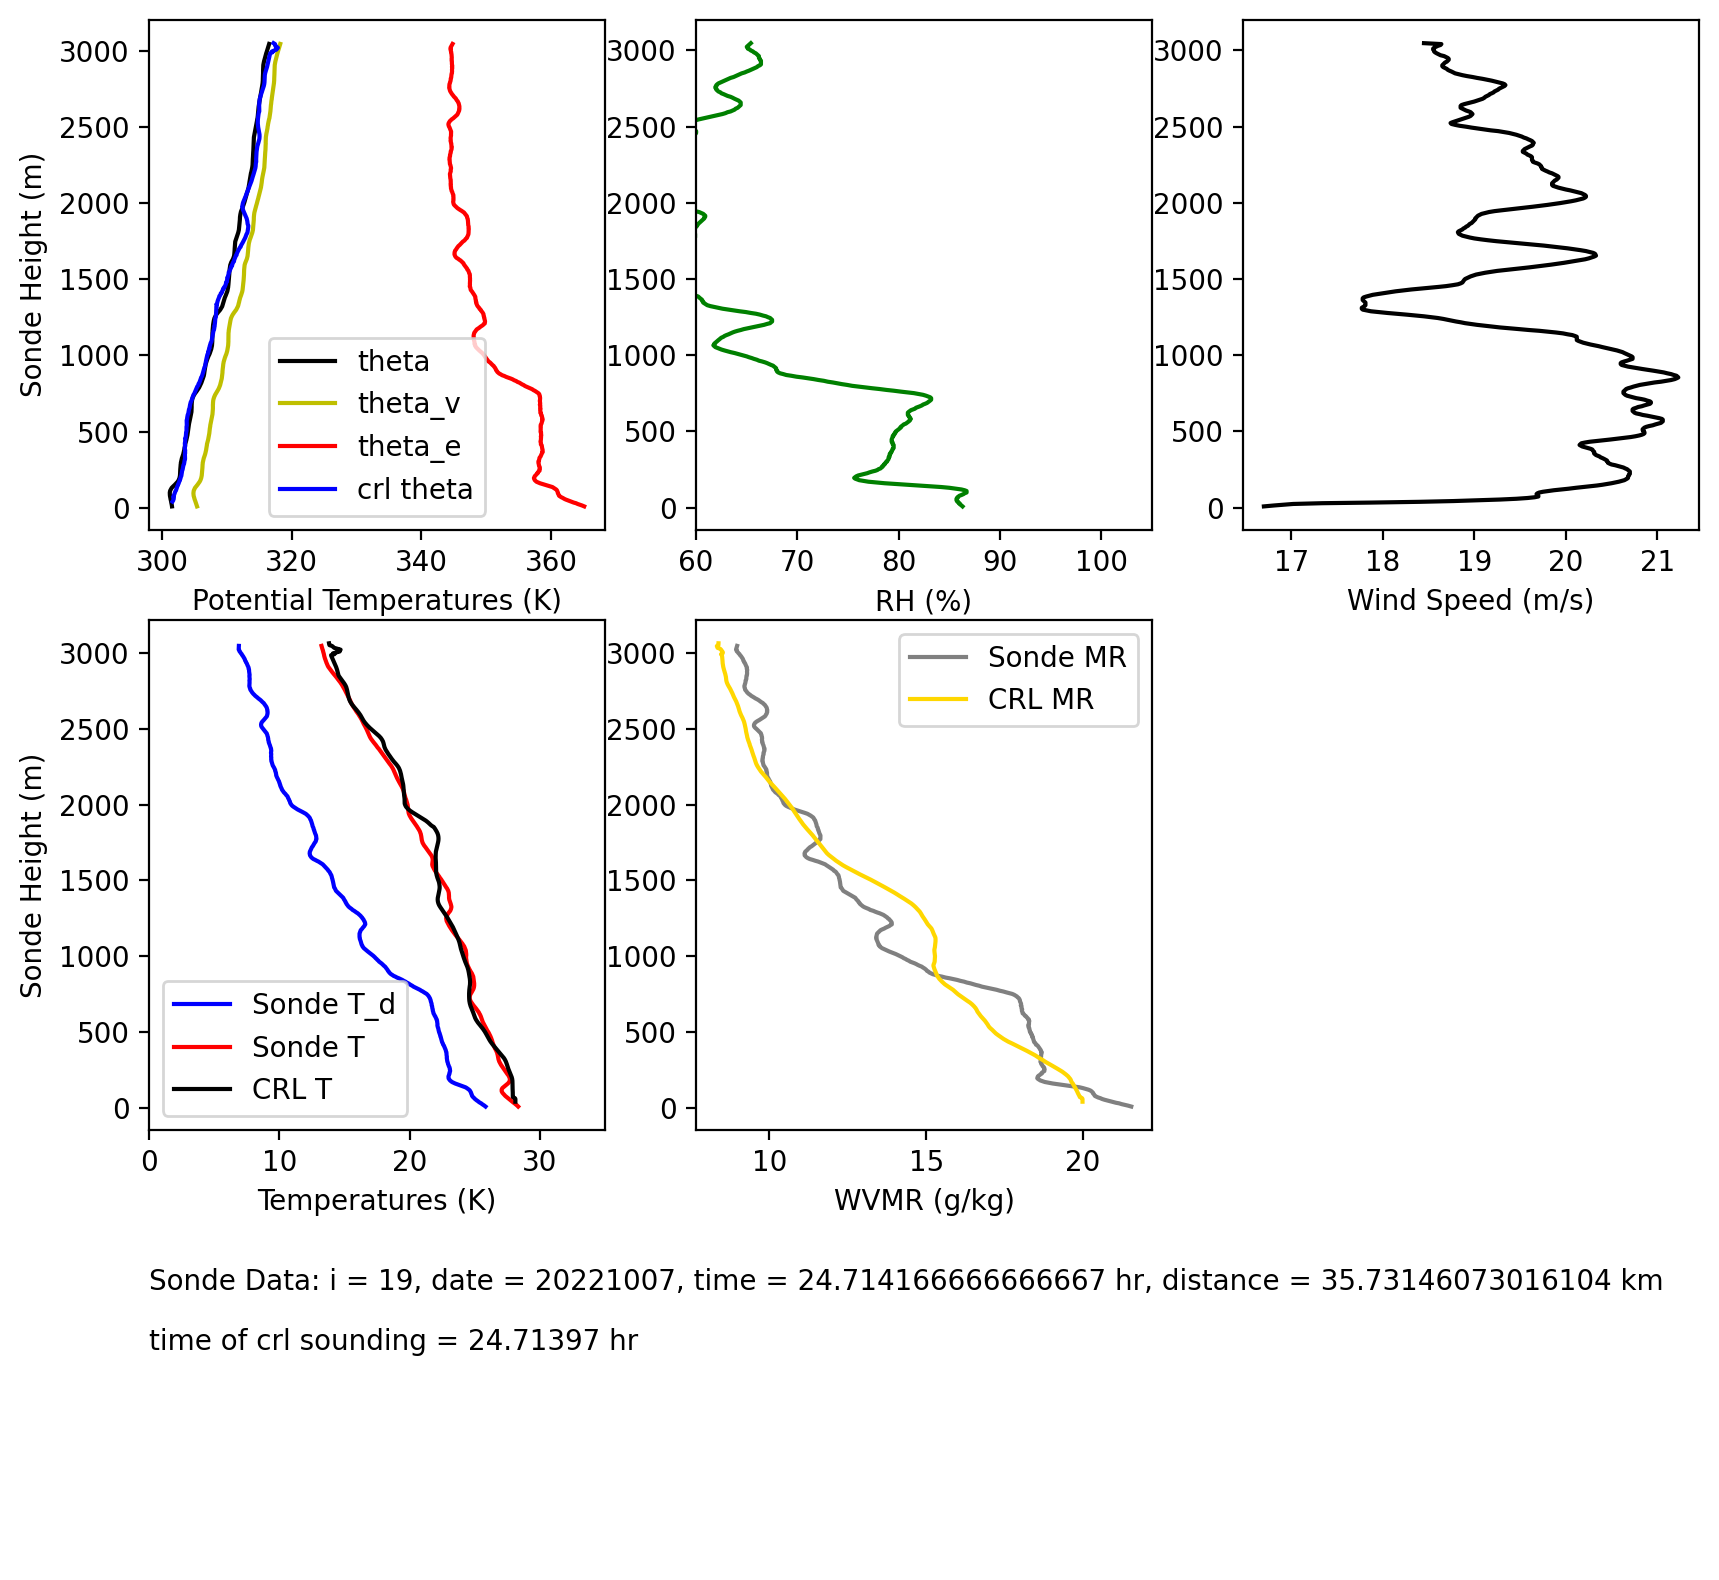 3000
2500
2000
1500
1000
500
0
Sonde Height (m)
theta
theta_v
theta_e
crl theta
300 320 340 360
Potential Temperatures (K)
3000
2500
2000
1500
1000
500
0
60 70 80 90 100
RH (%)
3000
2500
2000
1500
1000
500
0
17 18 19 20 21
Wind Speed (m/s)
3000
2500
2000
1500
1000
500
0
Sonde Height (m)
Sonde T_d
Sonde T
CRL T
0 10 20 30
Temperatures (K)
3000
2500
2000
1500
1000
500
0
Sonde MR
CRL MR
10 15 20
WVMR (g/kg)
Sonde Data: i = 19, date = 20221007, time = 24.714166666666667 hr, distance = 35.73146073016104 km
time of crl sounding = 24.71397 hr